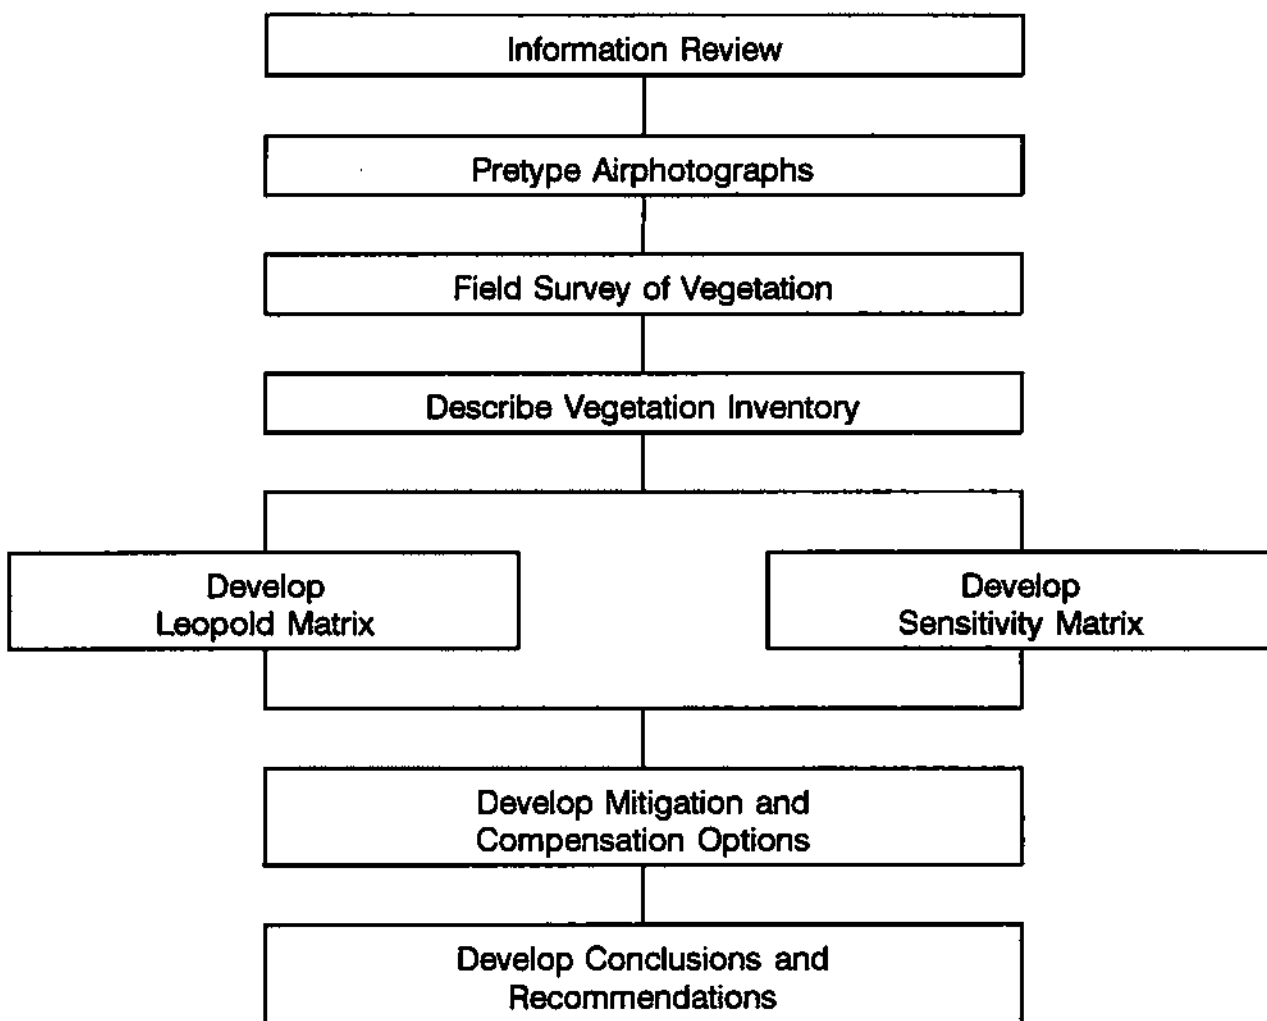 Information Review
Pretype Airphotographs
Field Survey of Vegetation
Describe Vegetation Inventory
Develop
Leopold Matrix
Develop
Sensitivity Matrix
Develop Mitigation and
Compensation Options
Develop Conclusions and
Recommendations